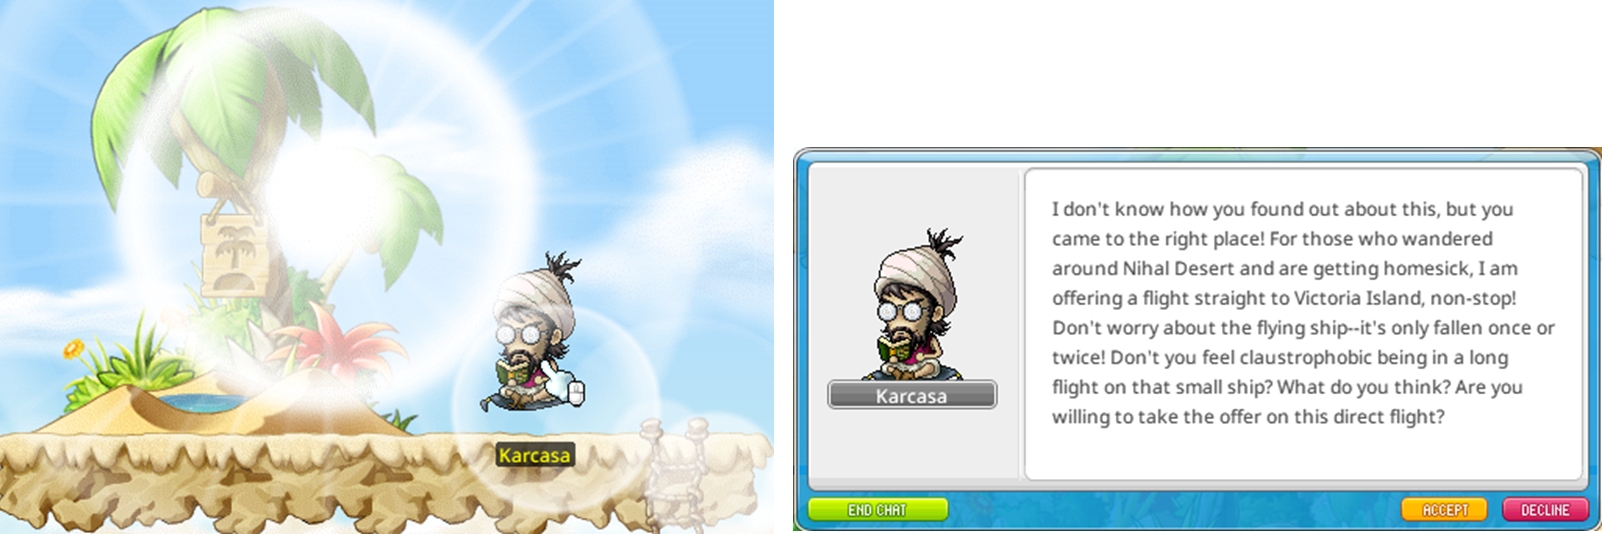 Karcasa
I don't know how you found out about this, but you
came to the right place! For those who wandered
around Nihal Desert and are getting homesick, I am
offering a flight straight to Victoria Island, non-stop!
Don't worry about the flying ship--it's only fallen once or
twice! Don't you feel claustrophobic being in a long
flight on that small ship? What do you think? Are you
willing to take the offer on this direct flight?
Karcasa
END CHAT
ACCEPT
DECLINE